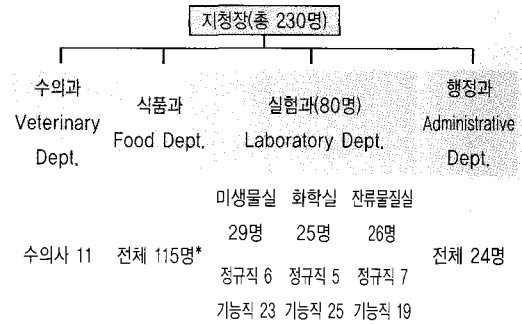 지청장(총 230명)
수의과
Veterinary
Dept.
식품과
Food Dept.
실험과(80명)
Laboratory Dept.
행정과
Administrative
Dept.
수의사 11
전체 115명*
미생물실
29명
정규직 6
기능직 23
화학실
25명
정규직 5
기능직 25
잔류물질실
26명
정규직 7
기능직 19
전체 24명